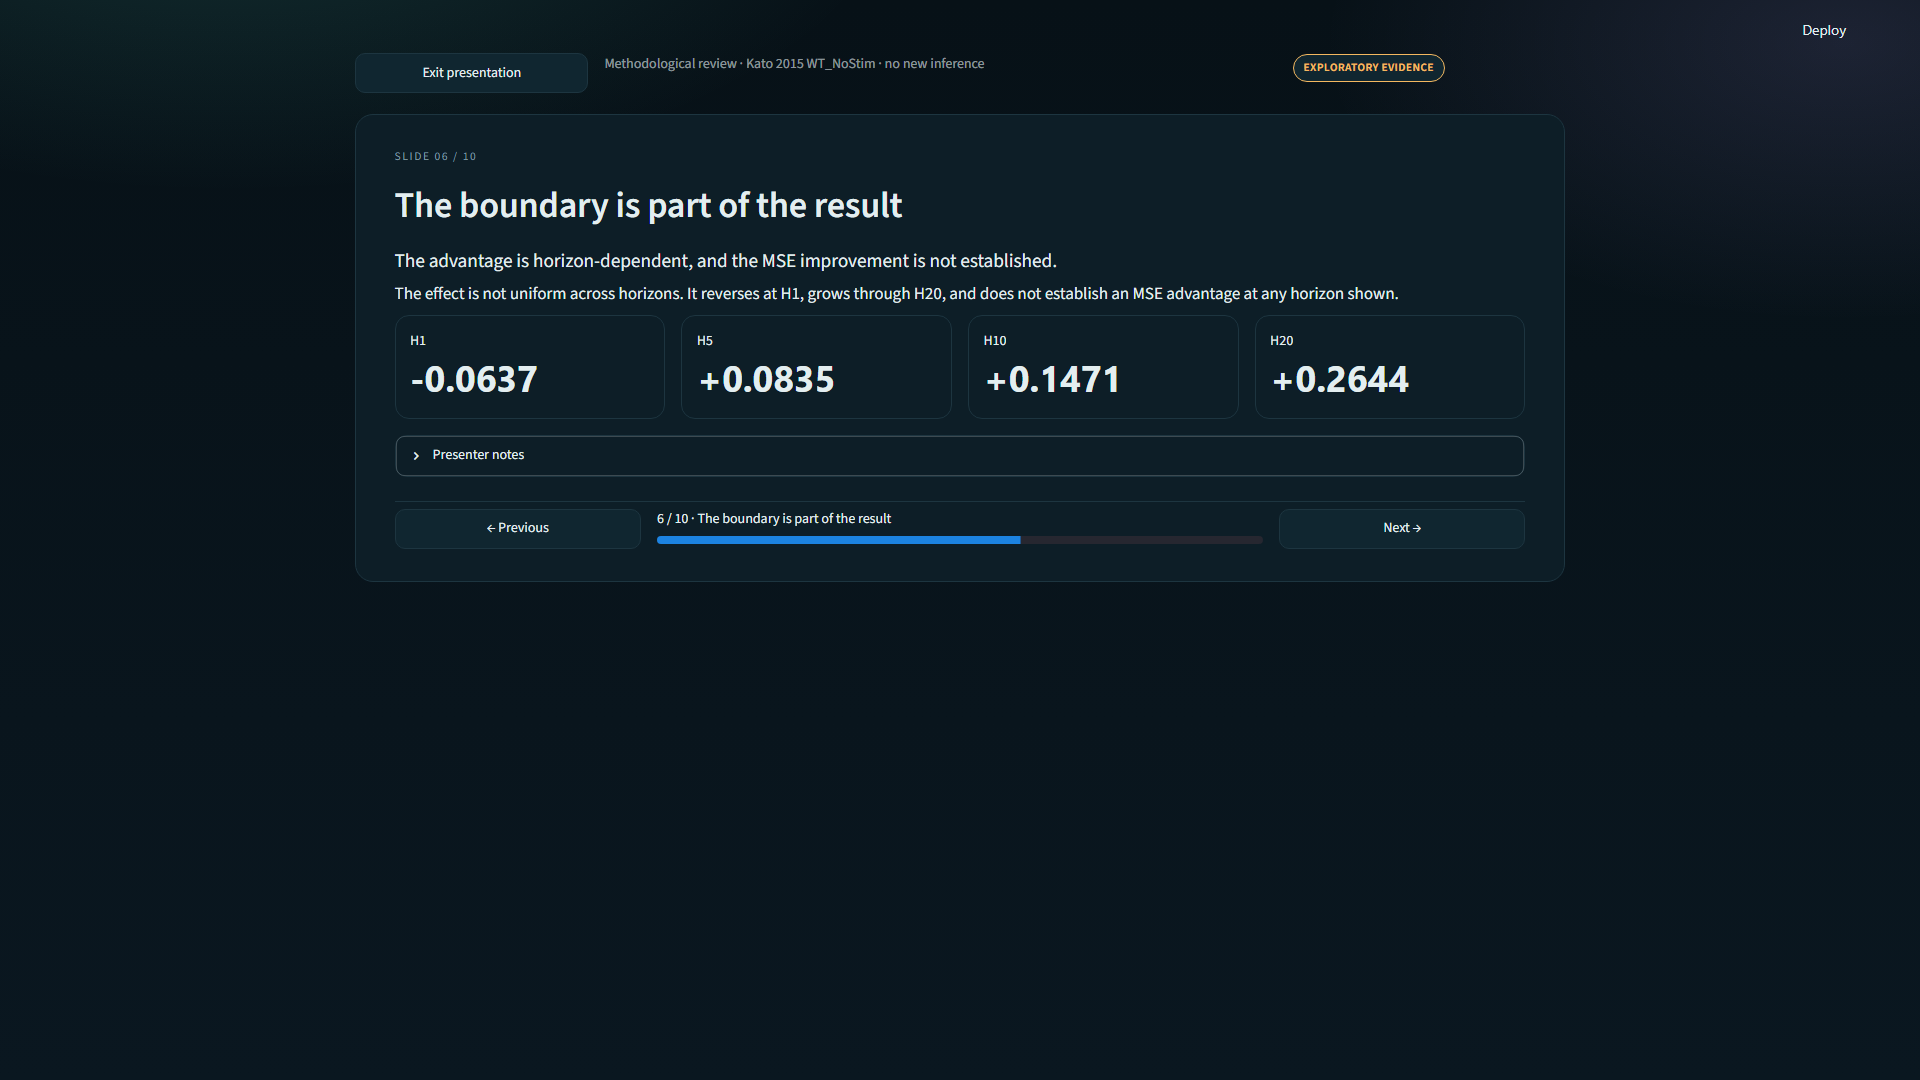 Deploy
Exit presentation
Methodological review · Kato 2015 WT_NoStim · no new inference
EXPLORATORY EVIDENCE
SLIDE 06 / 10
The boundary is part of the result
The advantage is horizon-dependent, and the MSE improvement is not established.
The effect is not uniform across horizons. It reverses at H1, grows through H20, and does not establish an MSE advantage at any horizon shown.
H1
-0.0637
H5
+0.0835
H10
+0.1471
H20
+0.2644
Presenter notes
← Previous
6 / 10 · The boundary is part of the result
Next →